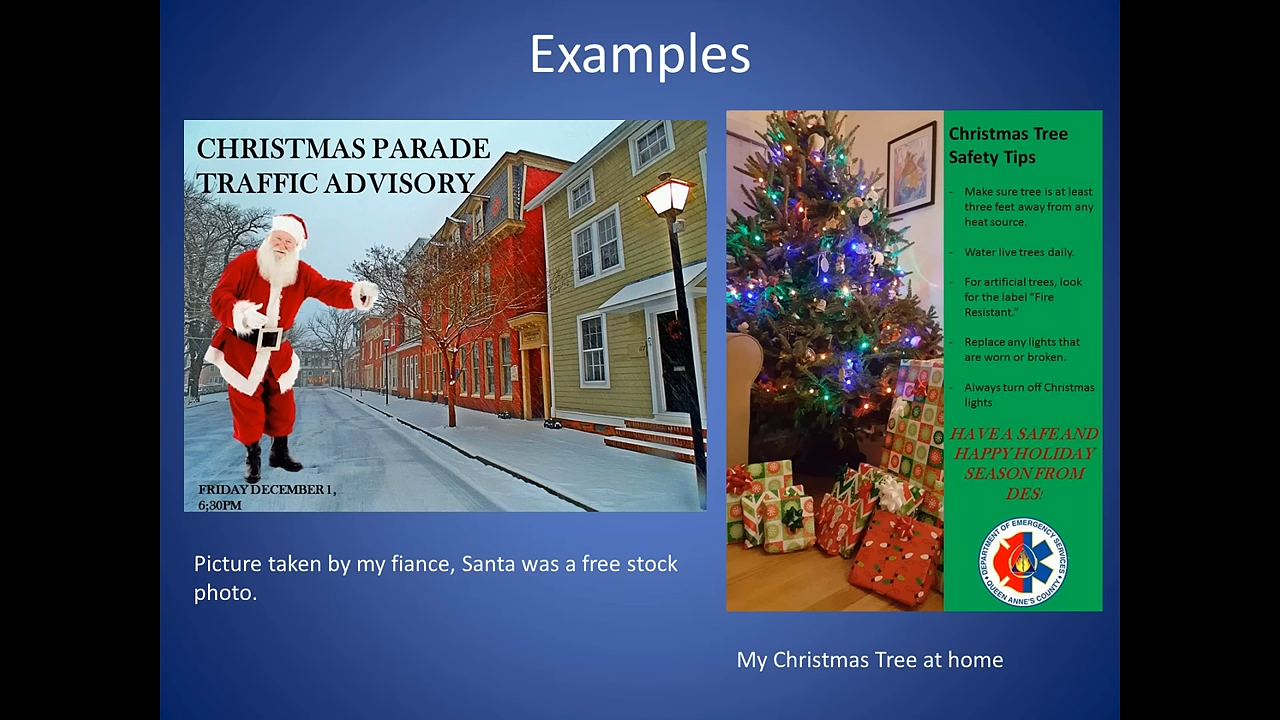 Examples
CHRISTMAS PARADE
TRAFFIC ADVISORY
FRIDAY DECEMBER 1,
6;30PM
Picture taken by my fiance, Santa was a free stock
photo.
Christmas Tree
Safety Tips
- Make sure tree is at least
three feet away from any
heat source.
- Water live trees daily.
- For artificial trees, look
for the label “Fire
Resistant.”
- Replace any lights that
are worn or broken.
- Always turn off Christmas
lights
HAVE A SAFE AND
HAPPY HOLIDAY
SEASON FROM
DES!
DEPARTMENT OF EMERGENCY SERVICES
QUEEN ANNE'S COUNTY
My Christmas Tree at home